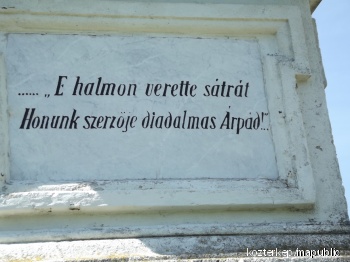 ...... „E halmon verette sátrát
Honunk szerzője diadalmas Árpád!"..
kozterkep/mapublic